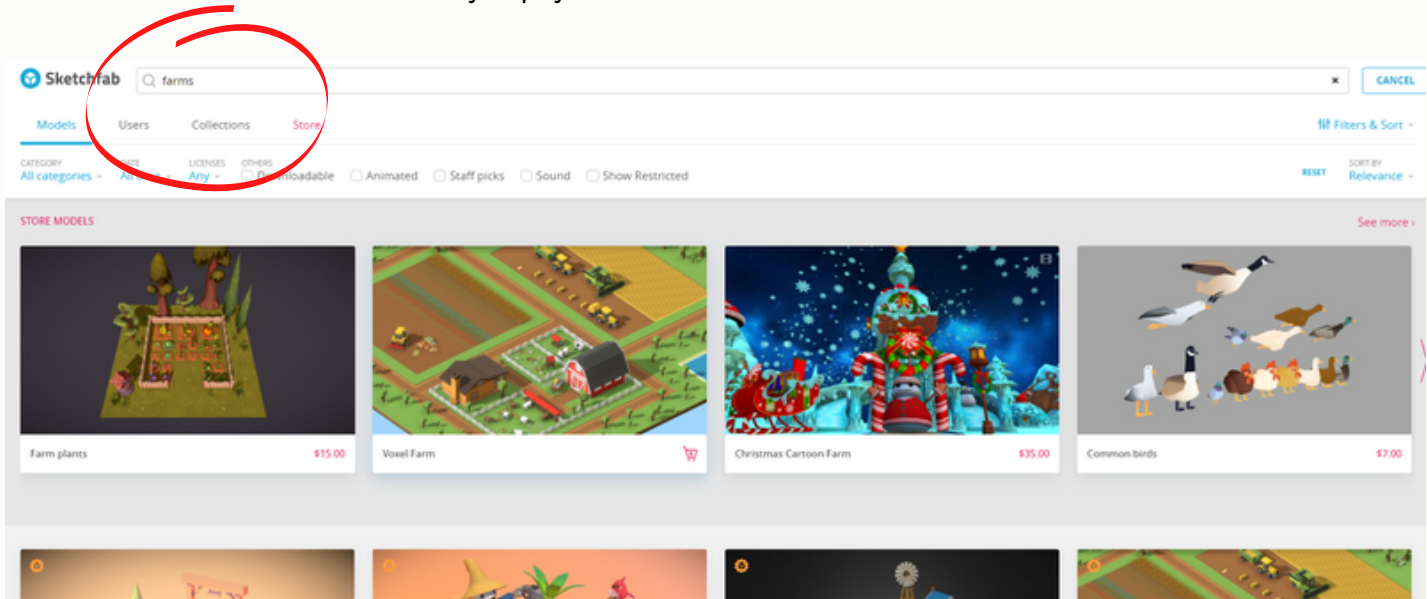 Sketchfab farms × CANCEL
Models Users Collections Store Filters & Sort
CATEGORY LICENSES OTHERS SORT BY
All categories Any Downloadable Animated Staff picks Sound Show Restricted RESET Relevance
STORE MODELS See more ›
Farm plants $15.00 Voxel Farm Christmas Cartoon Farm $35.00 Common birds $7.00